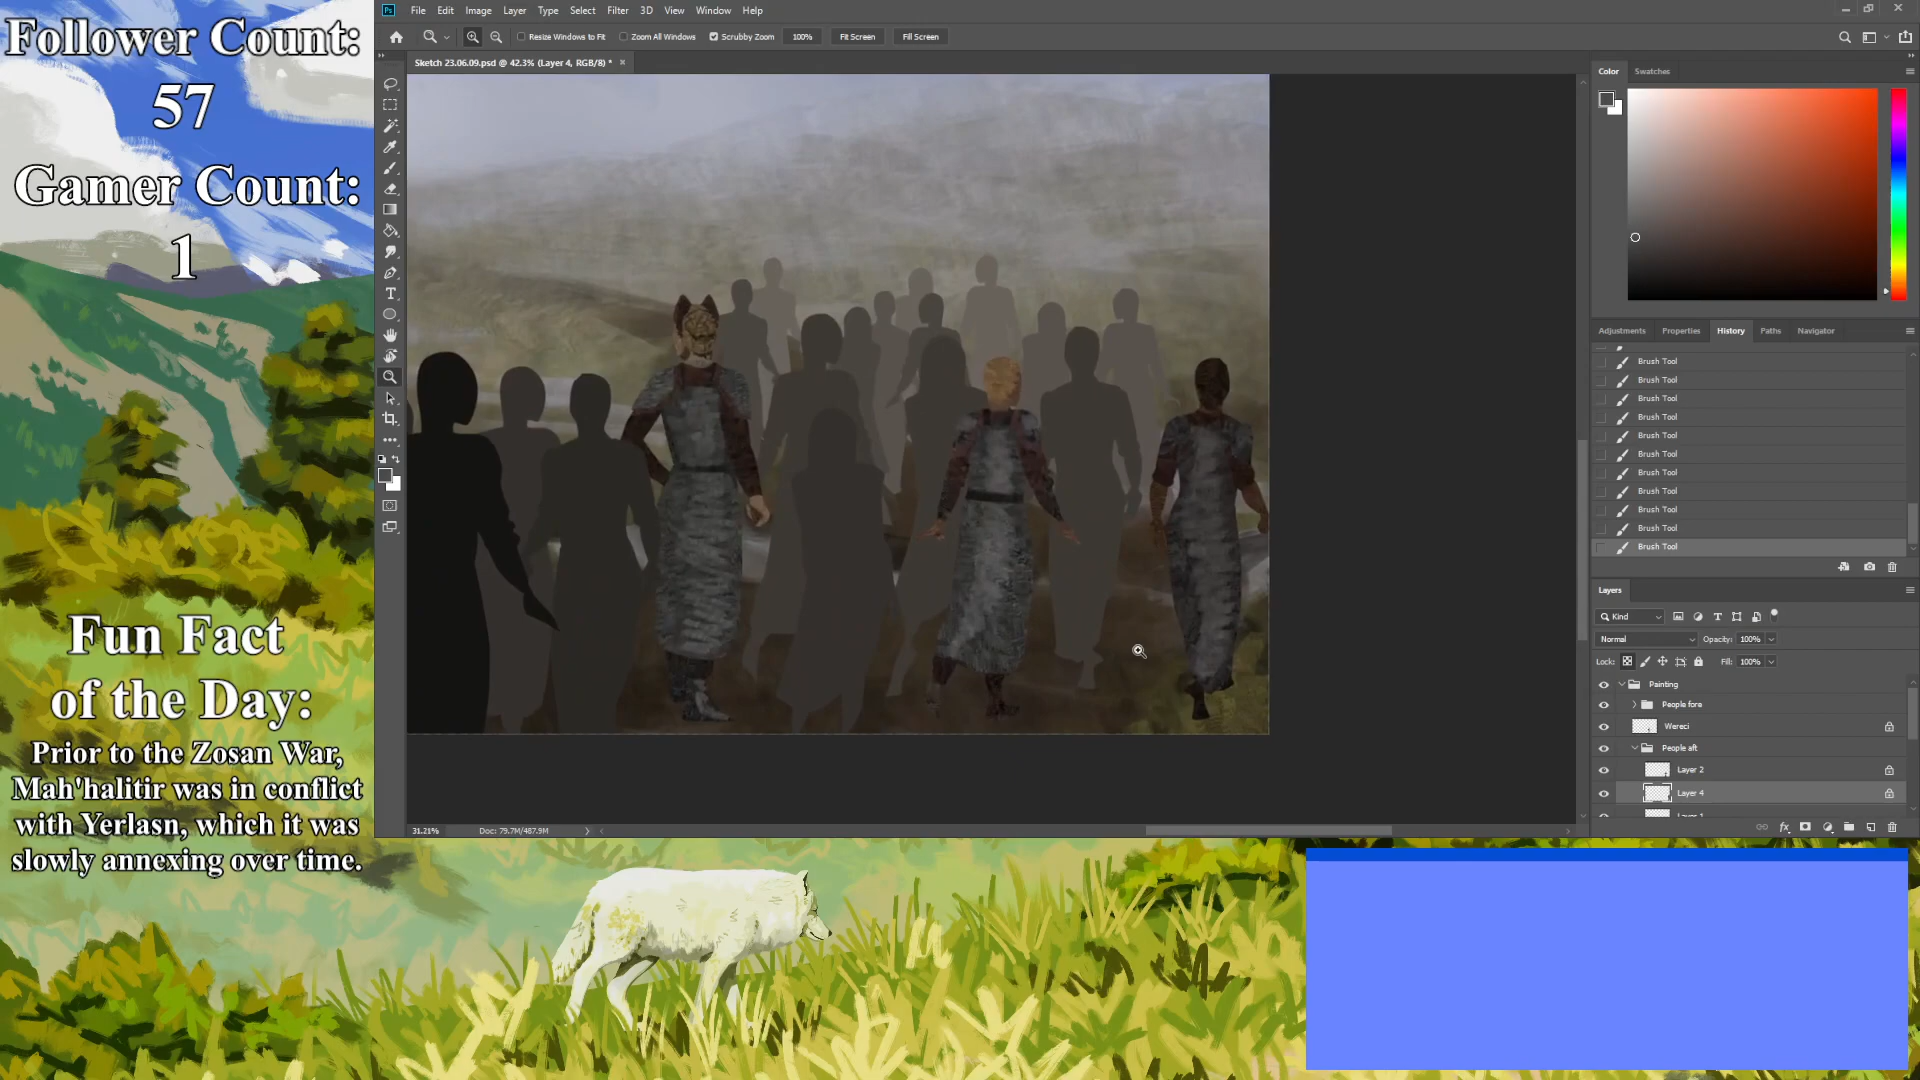 Follower Count:
57
Gamer Count:
1
Fun Fact
of the Day:
Prior to the Zosan War,
Mah'halitir was in conflict
with Yerlasn, which it was
slowly annexing over time.
Ps File Edit Image Layer Type Select Filter 3D View Window Help
Resize Windows to Fit Zoom All Windows Scrubby Zoom 100% Fit Screen Fill Screen
Sketch 23.06.09.psd @ 42.3% (Layer 4, RGB/8) *
31.21% Doc: 79.7M/487.9M
Color Swatches
Adjustments Properties History Paths Navigator
Brush Tool
Brush Tool
Brush Tool
Brush Tool
Brush Tool
Brush Tool
Brush Tool
Brush Tool
Brush Tool
Brush Tool
Brush Tool
Layers
Kind
Normal Opacity: 100%
Lock: Fill: 100%
Painting
People fore
Wereci
People aft
Layer 2
Layer 4